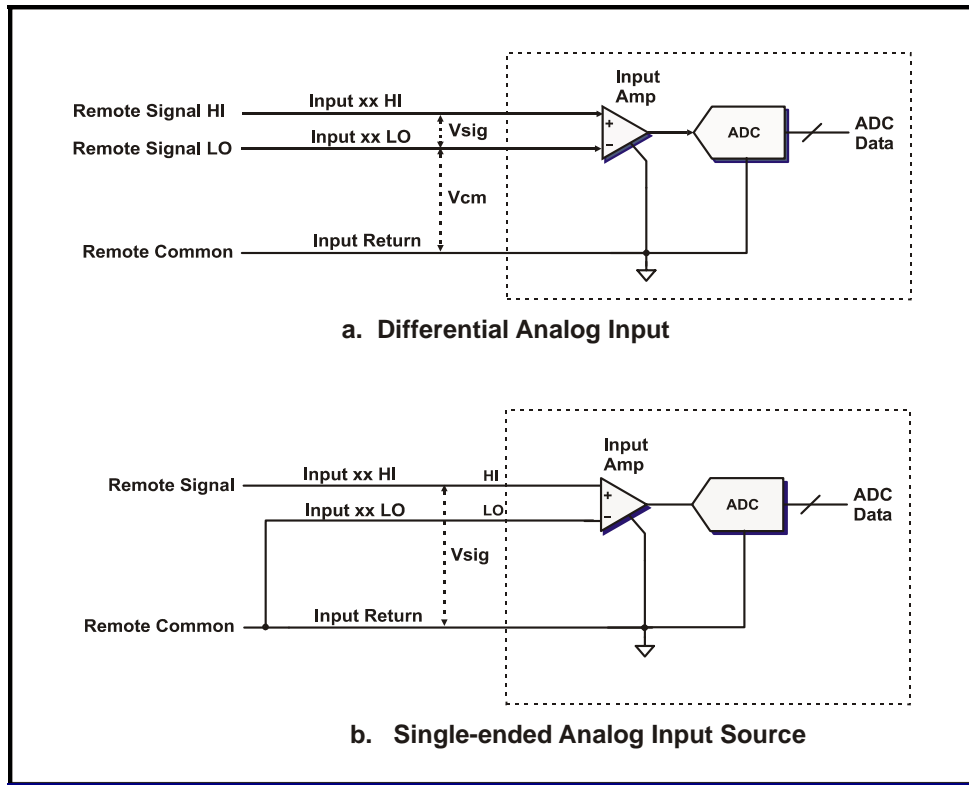 Input
Amp
Remote Signal HI
Input xx HI
Vsig
+
ADC
ADC
Data
Remote Signal LO
Input xx LO
−
Vcm
Remote Common
Input Return
a. Differential Analog Input
Input
Amp
Remote Signal
Input xx HI
HI
+
ADC
ADC
Data
Input xx LO
LO
−
Vsig
Remote Common
Input Return
b. Single-ended Analog Input Source